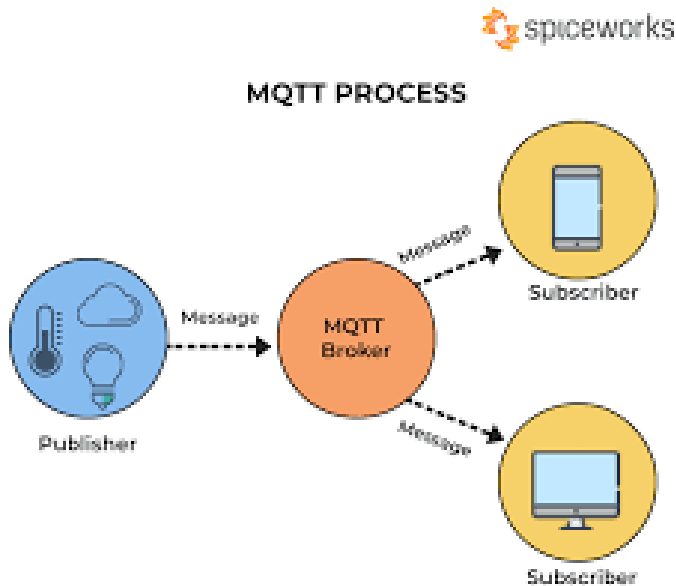 spiceworks
MQTT PROCESS
Message
Subscriber
Message
MQTT
Broker
Publisher
Message
Subscriber